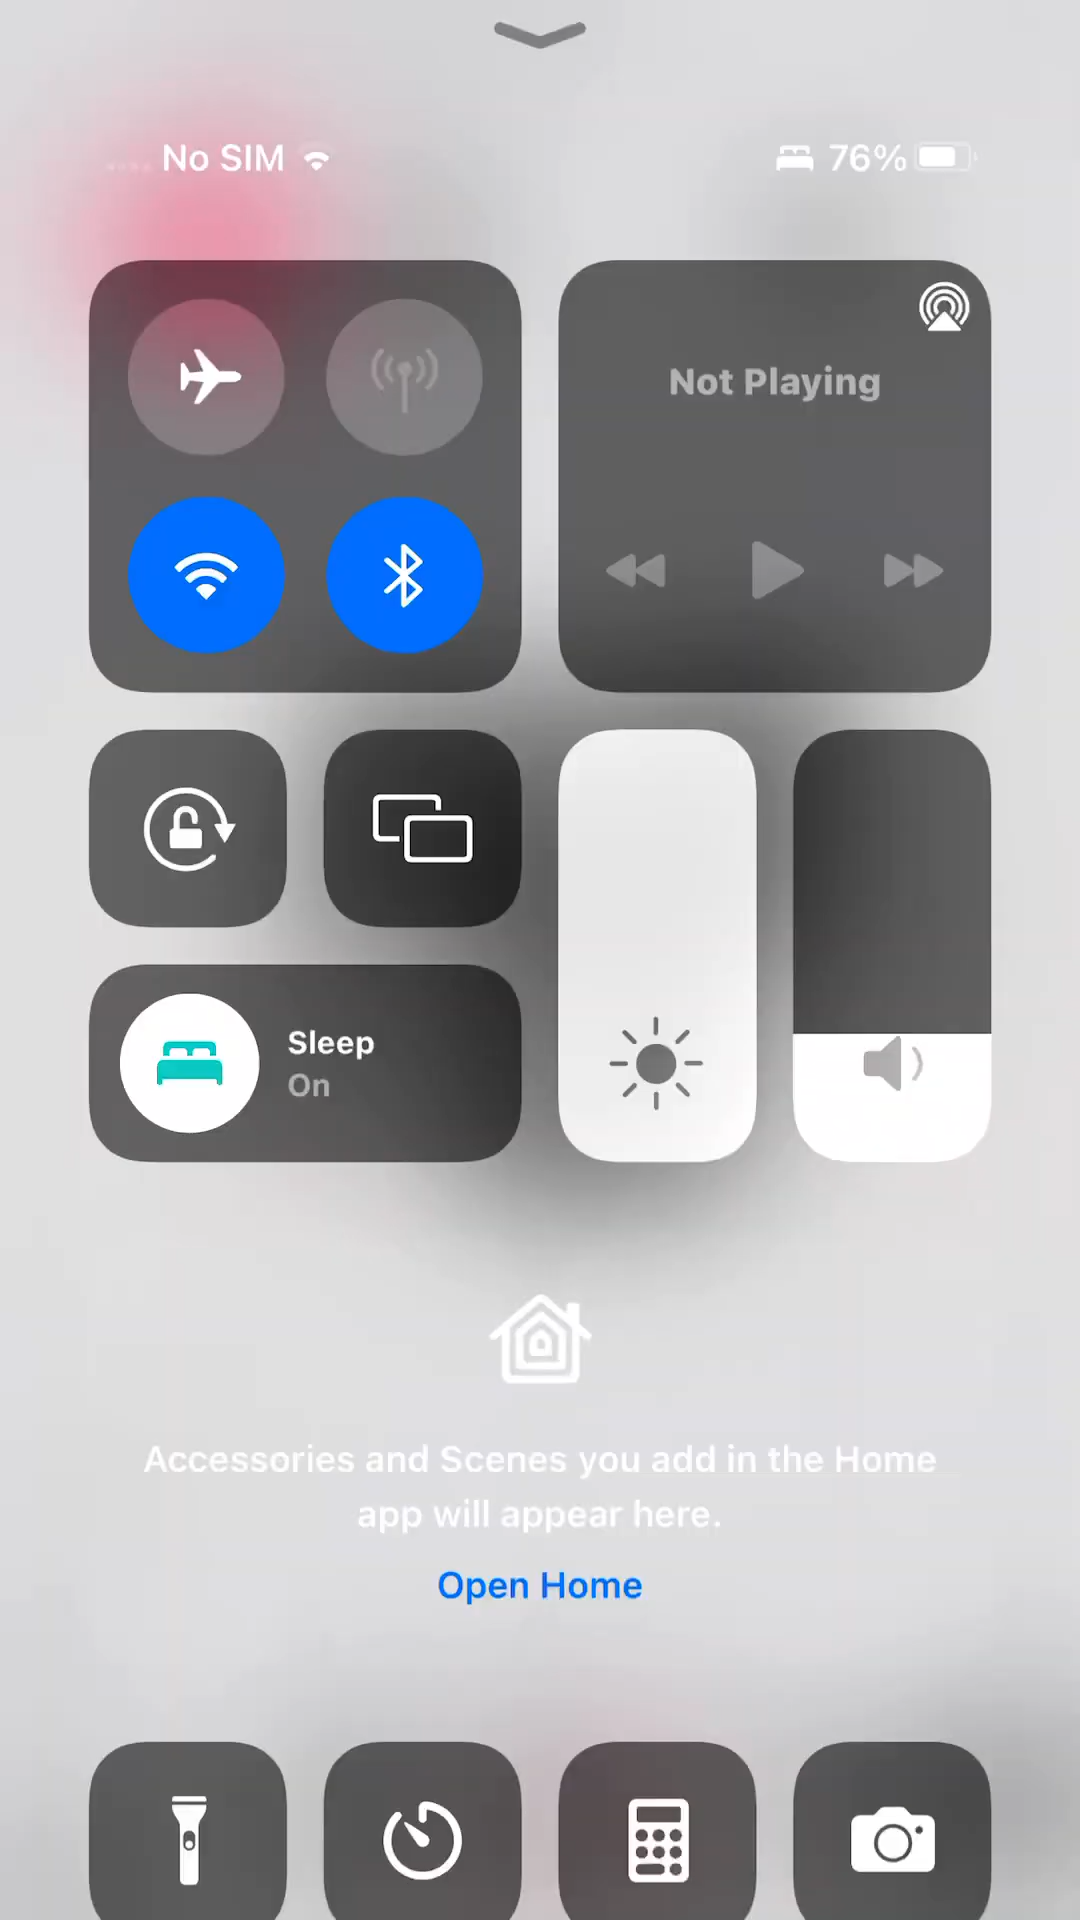 No SIM
76%
Not Playing
Sleep
On
Accessories and Scenes you add in the Home
app will appear here.
Open Home